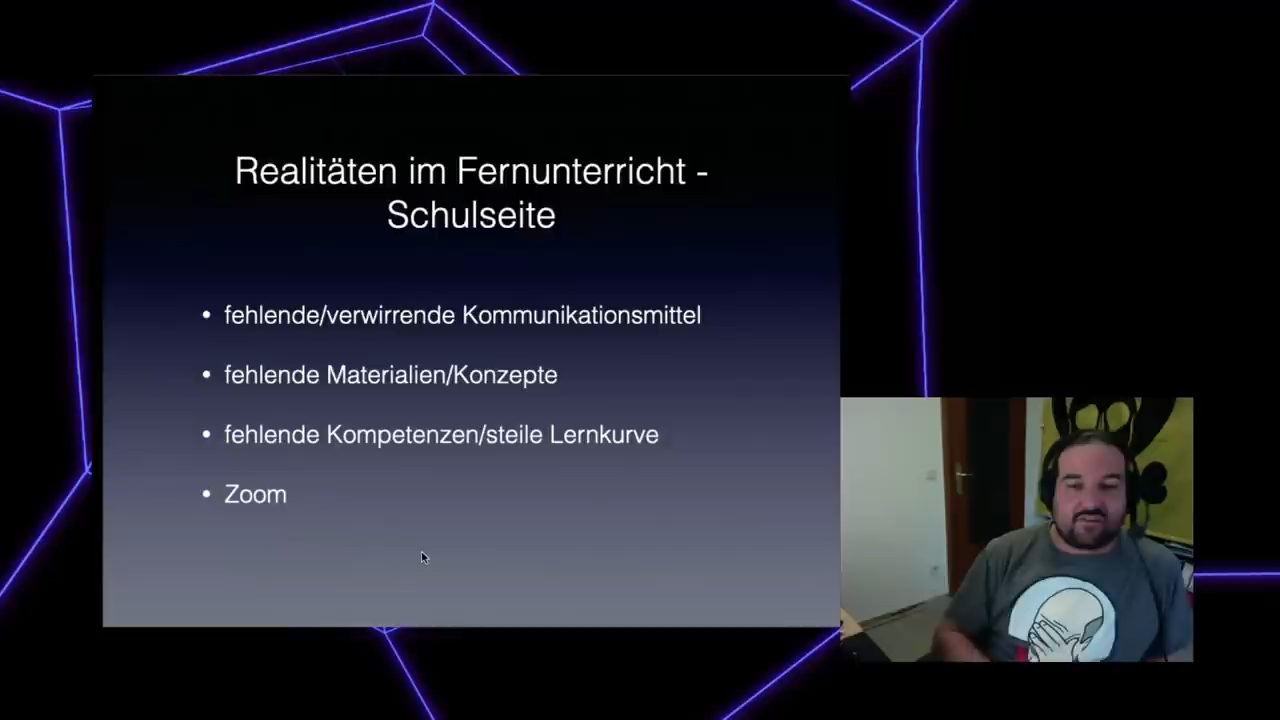 Realitäten im Fernunterricht -
Schulseite
• fehlende/verwirrende Kommunikationsmittel
• fehlende Materialien/Konzepte
• fehlende Kompetenzen/steile Lernkurve
• Zoom